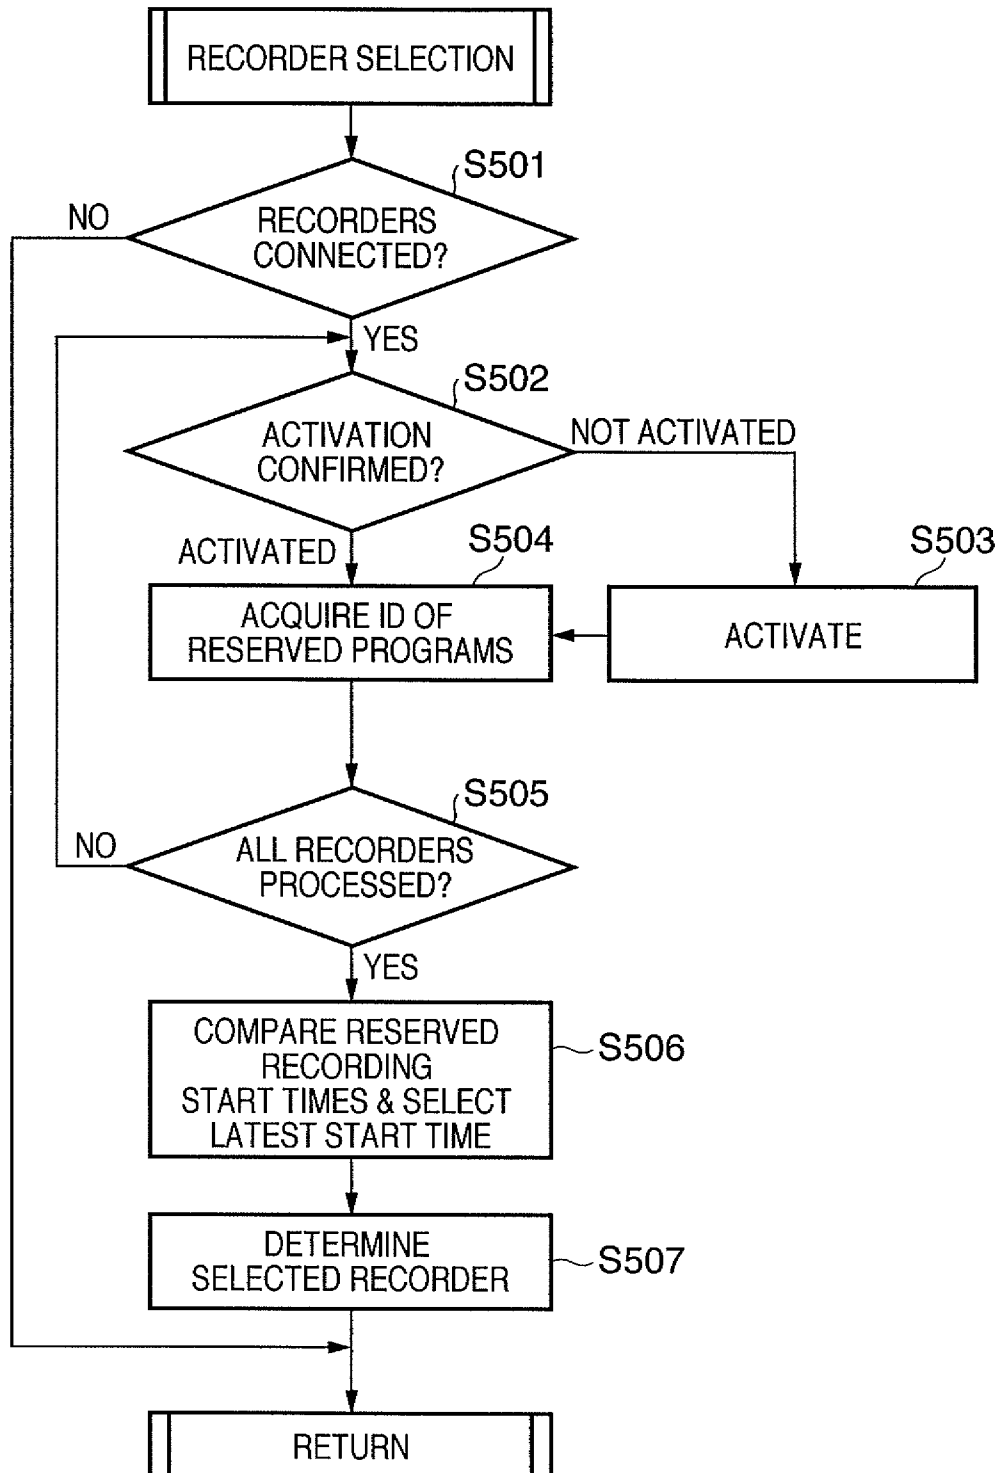 RECORDER SELECTION
S501
NO
RECORDERS
CONNECTED?
YES
S502
ACTIVATION
CONFIRMED?
NOT ACTIVATED
ACTIVATED
S504
S503
ACQUIRE ID OF
RESERVED PROGRAMS
ACTIVATE
S505
NO
ALL RECORDERS
PROCESSED?
YES
COMPARE RESERVED
RECORDING
START TIMES & SELECT
LATEST START TIME
S506
DETERMINE
SELECTED RECORDER
S507
RETURN